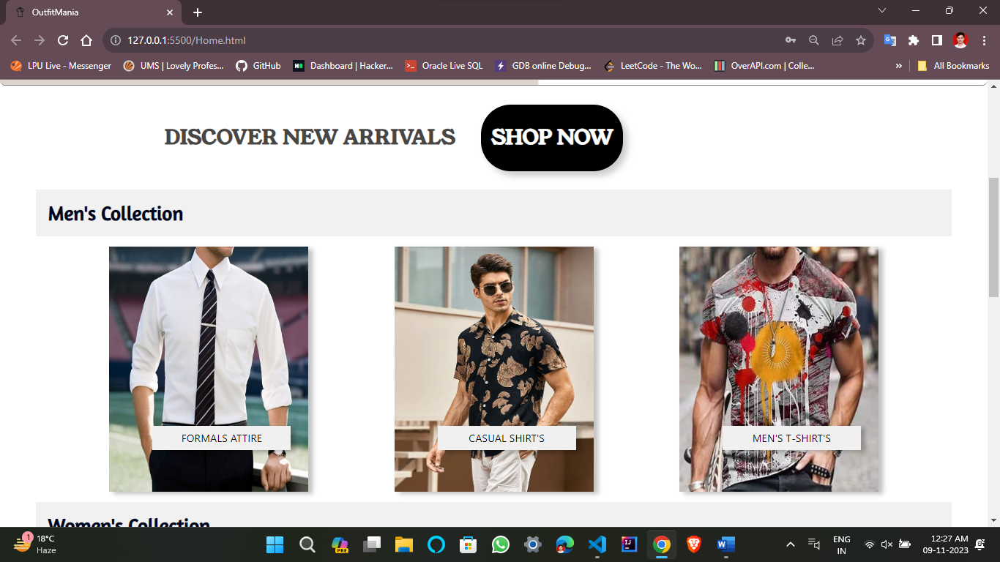 OutfitMania
127.0.0.1:5500/Home.html
LPU Live - Messenger
UMS | Lovely Profes...
GitHub
Dashboard | Hacker...
Oracle Live SQL
GDB online Debug...
LeetCode - The Wo...
OverAPI.com | Colle...
»
All Bookmarks
DISCOVER NEW ARRIVALS
SHOP NOW
Men's Collection
FORMALS ATTIRE
CASUAL SHIRT'S
MEN'S T-SHIRT'S
Women's Collection
1
18°C
Haze
PRE
ENG
IN
12:27 AM
09-11-2023